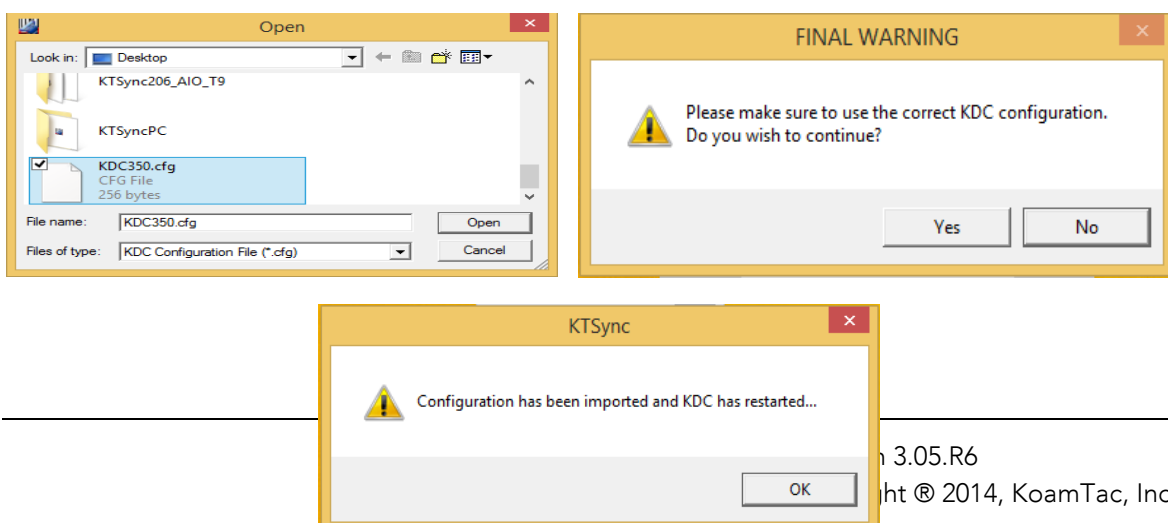 Open
Look in:
Desktop
KTSync206_AIO_T9
KTSyncPC
KDC350.cfg
CFG File
256 bytes
File name:
KDC350.cfg
Open
Files of type:
KDC Configuration File (*.cfg)
Cancel
FINAL WARNING
Please make sure to use the correct KDC configuration.
Do you wish to continue?
Yes
No
KTSync
Configuration has been imported and KDC has restarted...
OK
3.05.R6
® 2014, KoamTac, Inc